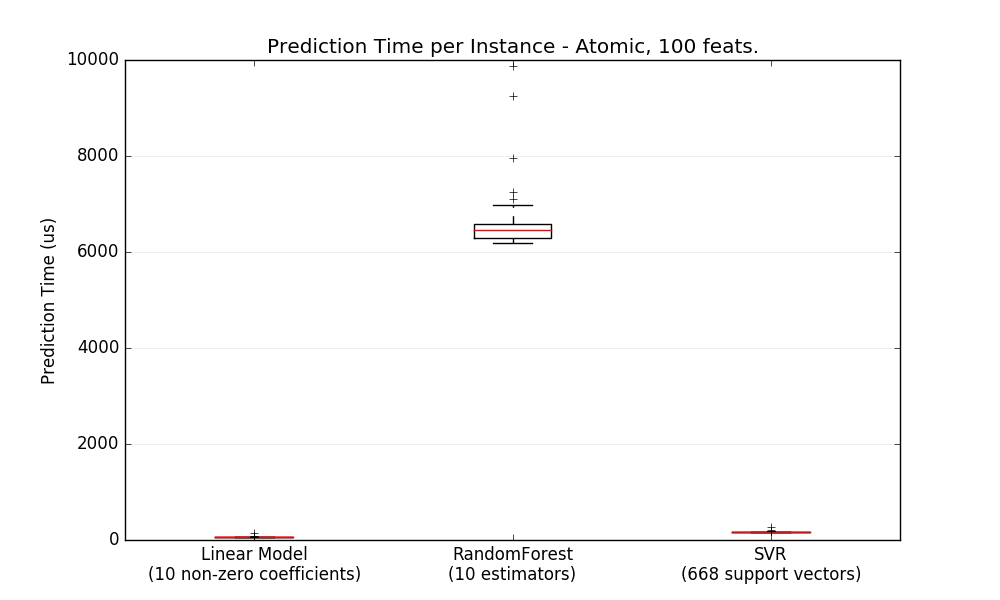 Prediction Time per Instance - Atomic, 100 feats.
10000
8000
6000
4000
2000
0
Prediction Time (us)
Linear Model
(10 non-zero coefficients)
RandomForest
(10 estimators)
SVR
(668 support vectors)